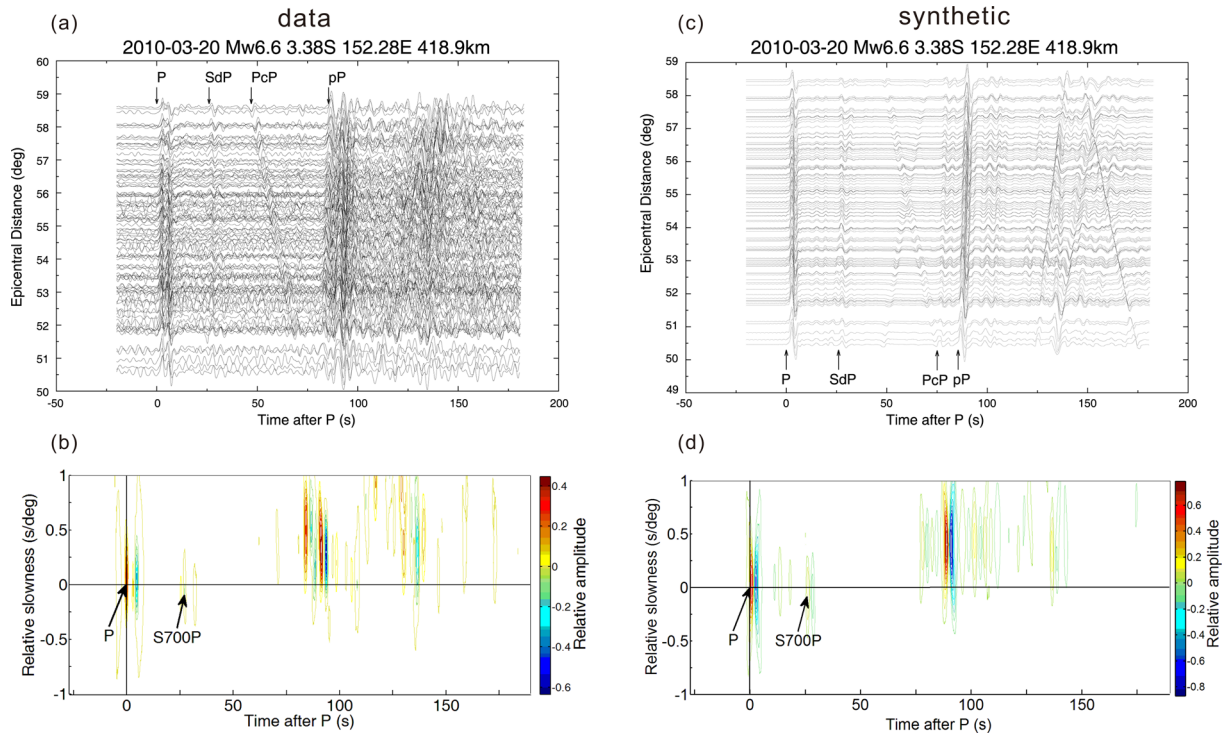 (a)
data
2010-03-20 Mw6.6 3.38S 152.28E 418.9km
P SdP PcP pP
60
59
58
57
56
55
54
53
52
51
50
Epicentral Distance (deg)
-50 0 50 100 150 200
Time after P (s)
(c)
synthetic
2010-03-20 Mw6.6 3.38S 152.28E 418.9km
59
58
57
56
55
54
53
52
51
50
49
Epicentral Distance (deg)
P SdP PcP pP
-50 0 50 100 150 200
Time after P (s)
(b)
1
0.5
0
-0.5
-1
Relative slowness (s/deg)
P
S700P
0 50 100 150
Time after P (s)
0.4
0.2
0
-0.2
-0.4
-0.6
Relative amplitude
(d)
1
0.5
0
-0.5
-1
Relative slowness (s/deg)
P
S700P
0 50 100 150
Time after P (s)
0.6
0.4
0.2
0
-0.2
-0.4
-0.6
-0.8
Relative amplitude